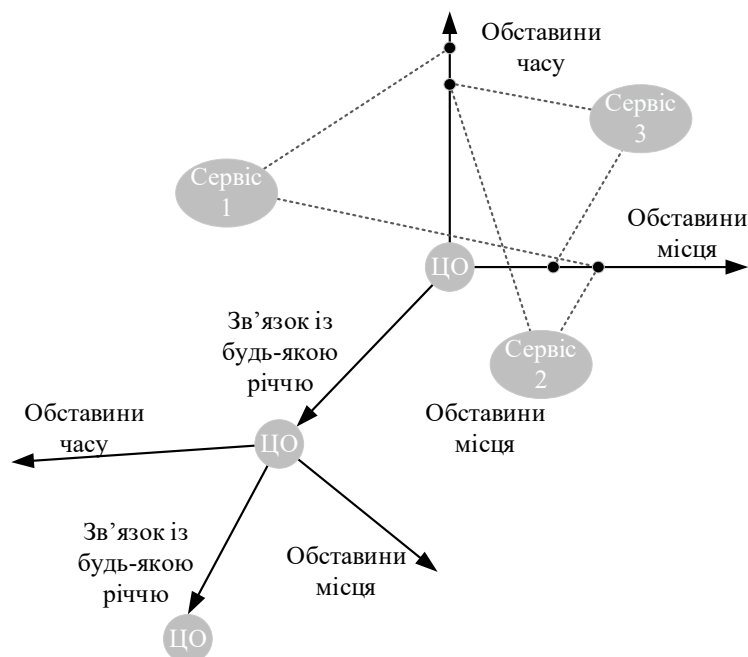 Обставини
часу
Сервіс
3
Сервіс
1
Обставини
місця
ЦО
Зв’язок із
будь-якою
річчю
Сервіс
2
Обставини
часу
Обставини
місця
ЦО
Зв’язок із
будь-якою
річчю
Обставини
місця
ЦО